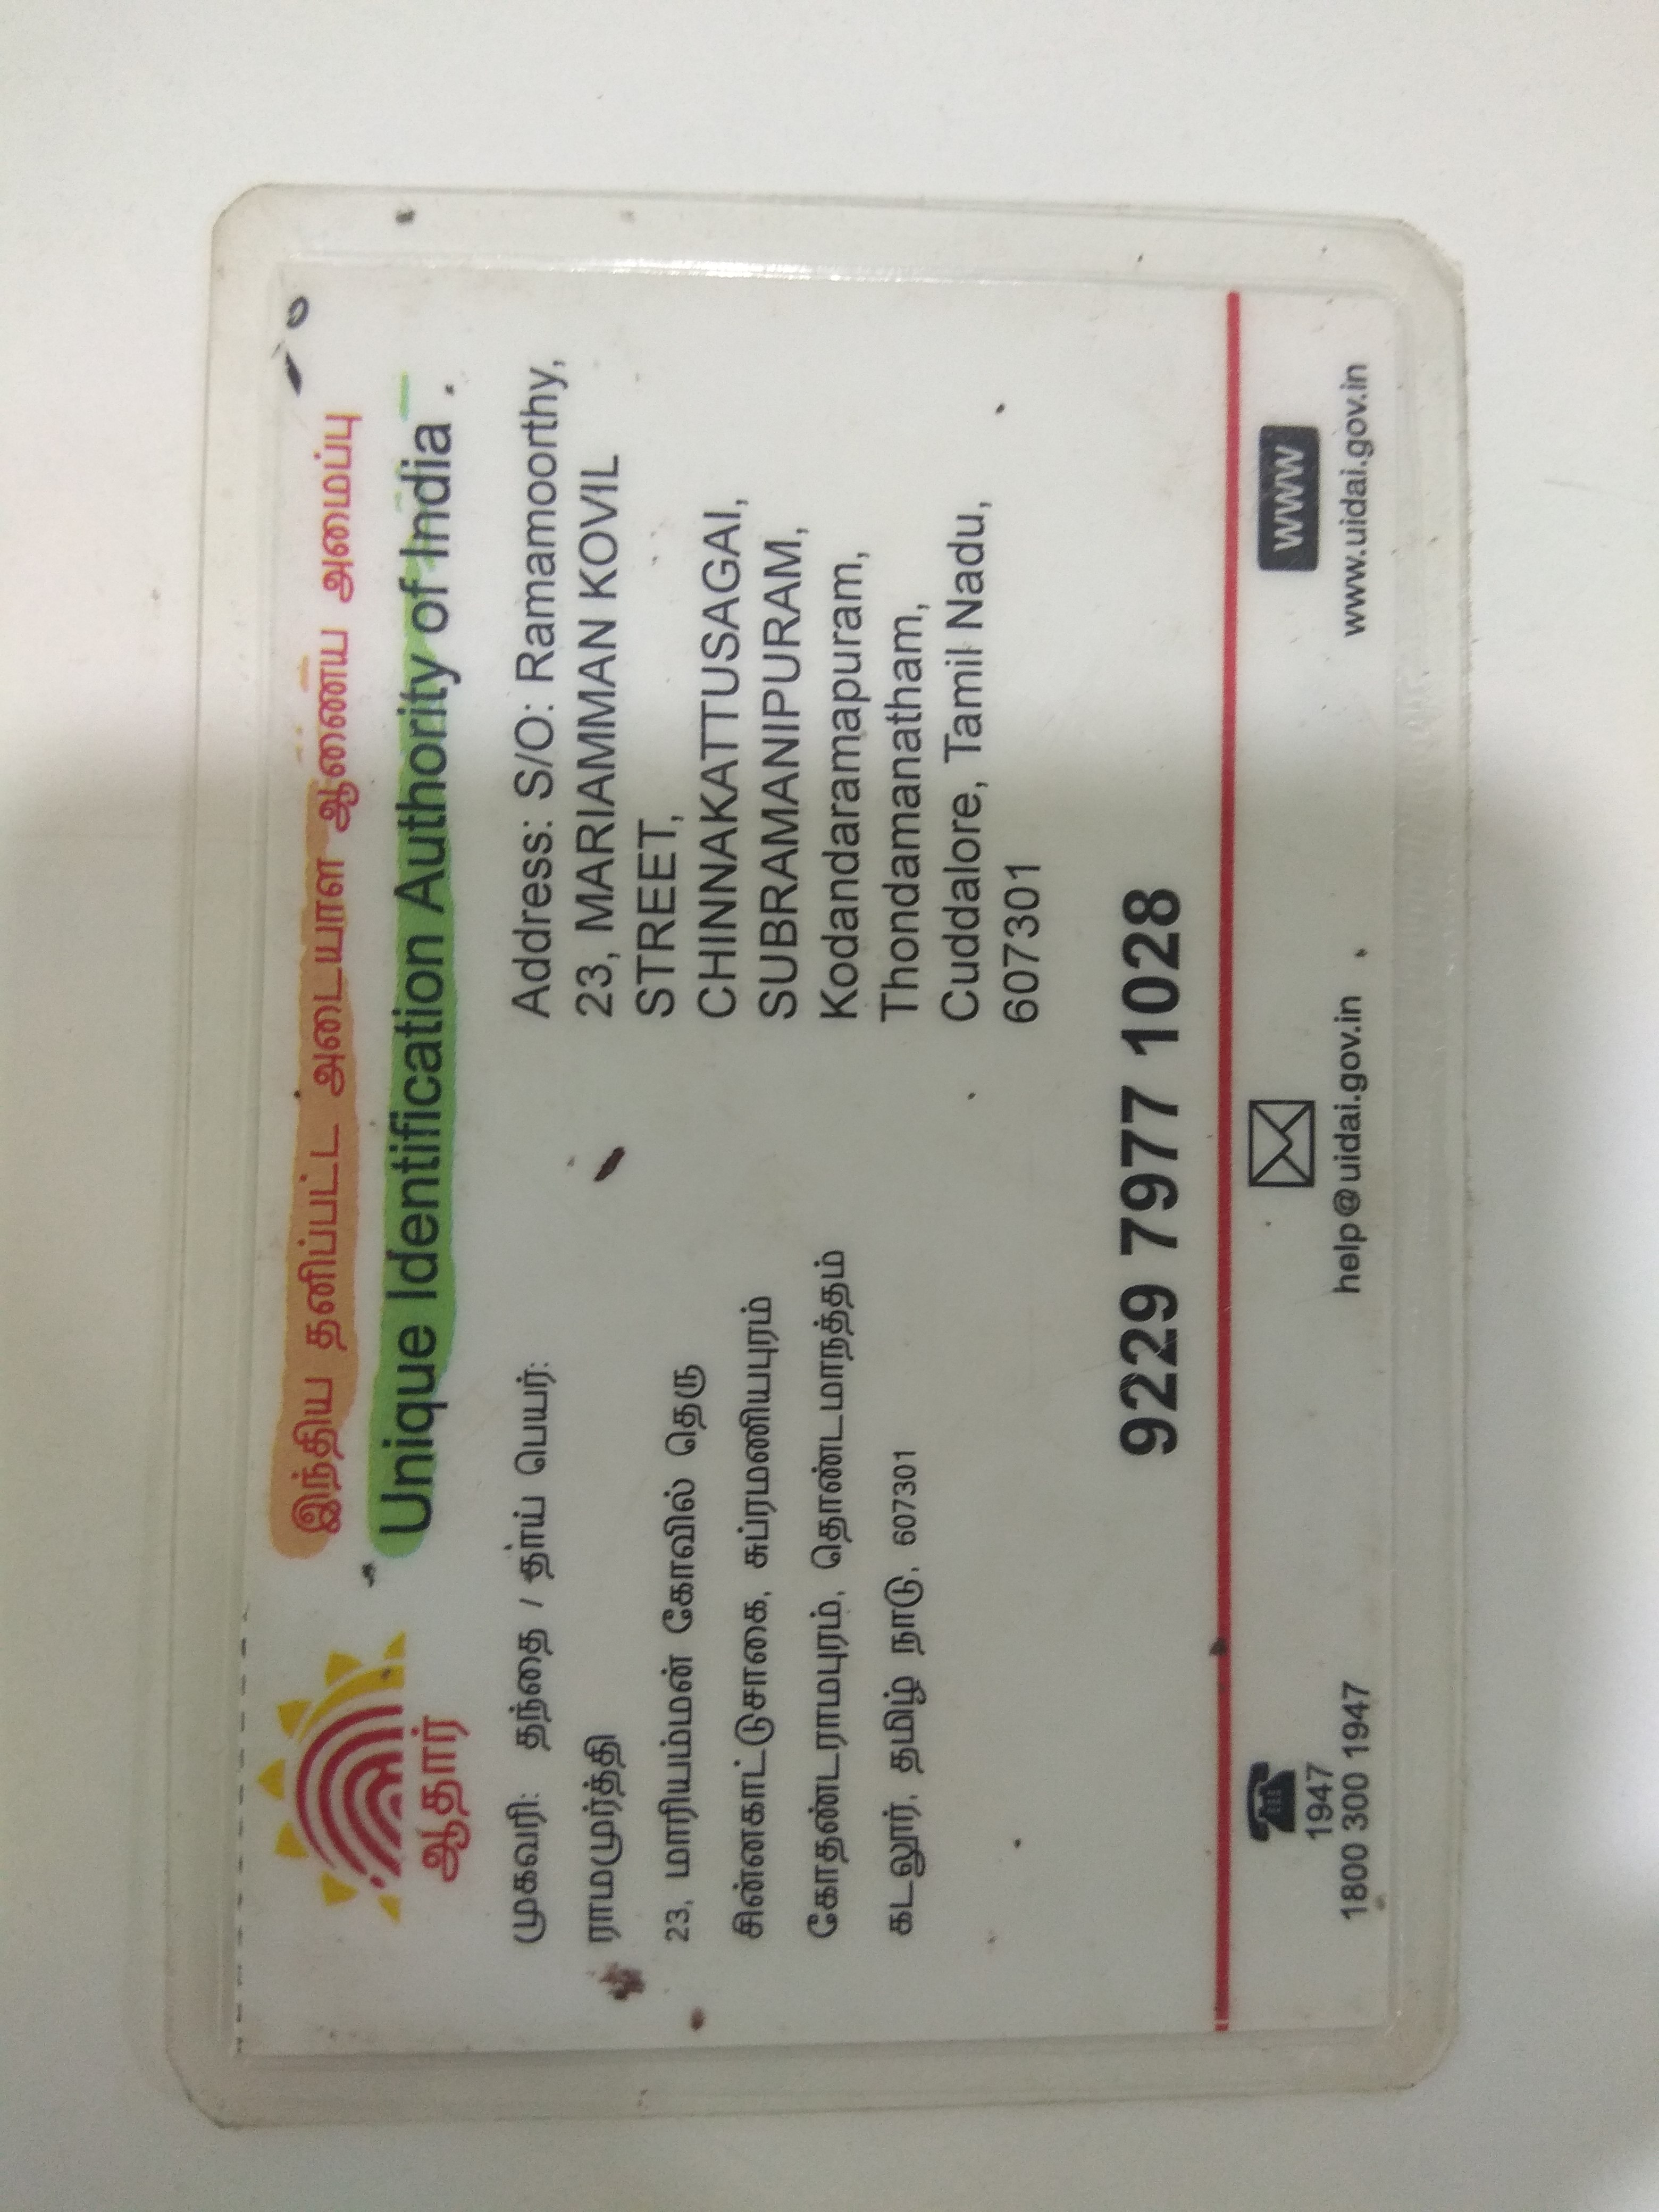 இந்திய தனிப்பட்ட அடையாள ஆணைய அமைப்பு
Unique Identification Authority of India
ஆதார்
முகவரி: தந்தை / தாய் பெயர்:
ராமமுர்த்தி
23, மாரியம்மன் கோவில் தெரு
சின்னகாட்டுசாகை, சுப்ரமணியபுரம்
கோதண்டராமபுரம், தொண்டமாநத்தம்
கடலூர், தமிழ் நாடு, 607301
Address: S/O: Ramamoorthy,
23, MARIAMMAN KOVIL
STREET,
CHINNAKATTUSAGAI,
SUBRAMANIPURAM,
Kodandaramapuram,
Thondamanatham,
Cuddalore, Tamil Nadu,
607301
9229 7977 1028
1947
1800 300 1947
help@uidai.gov.in
www
www.uidai.gov.in